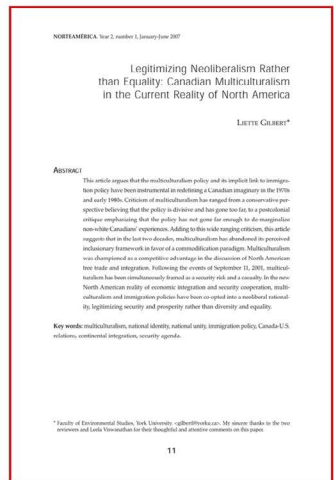 NORTEAMÉRICA. Year 2, number 1, January-June 2007
Legitimizing Neoliberalism Rather
than Equality: Canadian Multiculturalism
in the Current Reality of North America
LIETTE GILBERT*
ABSTRACT
This article argues that the multiculturalism policy and its implicit link to immigra-
tion policy have been instrumental in redefining a Canadian imaginary in the 1970s
and early 1980s. Criticism of multiculturalism has ranged from a conservative per-
spective believing that the policy is divisive and has gone too far, to a postcolonial
critique emphasizing that the policy has not gone far enough to de-marginalize
non-white Canadians' experiences. Adding to this wide ranging criticism, this article
suggests that in the last two decades, multiculturalism has abandoned its perceived
inclusionary framework in favor of a commodification paradigm. Multiculturalism
was championed as a competitive advantage in the discussion of North American
free trade and integration. Following the events of September 11, 2001, multicul-
turalism has been simultaneously framed as a security risk and a casualty. In the new
North American reality of economic integration and security cooperation, multi-
culturalism and immigration policies have been co-opted into a neoliberal rational-
ity, legitimizing security and prosperity rather than diversity and equality.
Key words: multiculturalism, national identity, national unity, immigration policy, Canada-U.S.
relations, continental integration, security agenda.
* Faculty of Environmental Studies, York University. <gilbertl@yorku.ca>. My sincere thanks to the two
reviewers and Leela Viswanathan for their thoughtful and attentive comments on this paper.
11